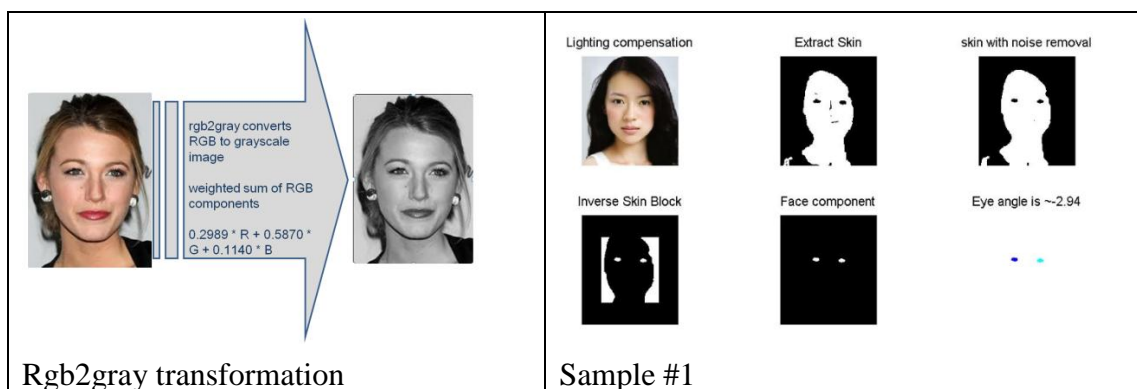 rgb2gray converts
RGB to grayscale
image
weighted sum of RGB
components
0.2989 * R + 0.5870 *
G + 0.1140 * B
Rgb2gray transformation
Lighting compensation
Extract Skin
skin with noise removal
Inverse Skin Block
Face component
Eye angle is ~-2.94
Sample #1